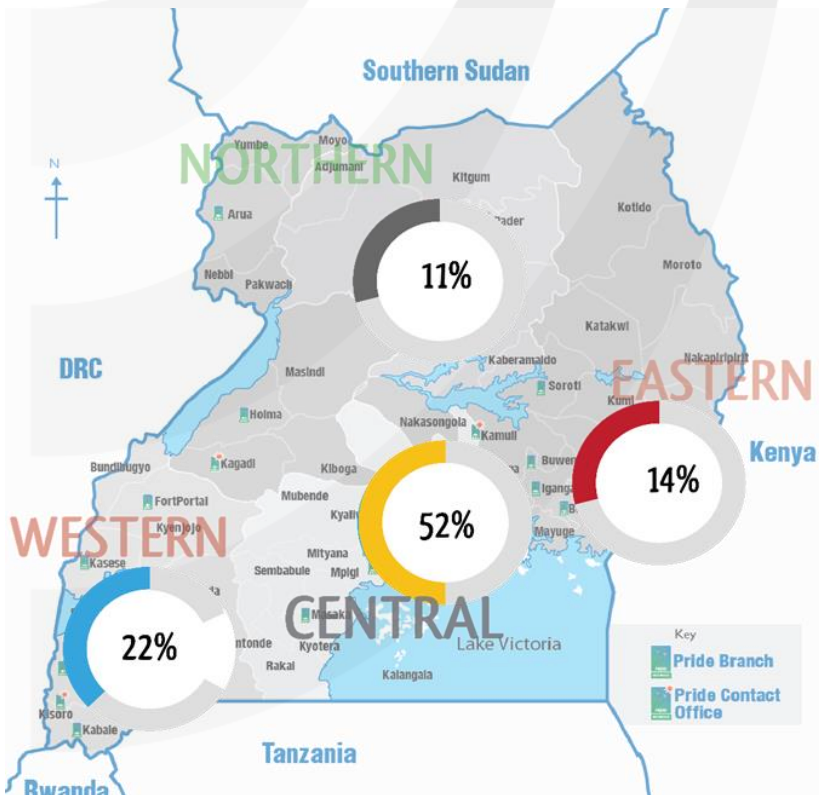 Southern Sudan
Yumbe
Moyo
NORTHERN
Adjumani
N
Kitgum
Arua
Kotido
11%
Moroto
Nebbi
Pakwach
Katakwi
DRC
Masindi
Kaberamaido
Nakapiripirit
Soroti
EASTERN
Kumi
Hoima
Nakasongola
Kamuli
Kenya
Bundibugyo
Kagadi
Kiboga
14%
Mubende
FortPortal
52%
Kyenjojo
WESTERN
Mityana
Mayuge
Kasese
Sembabule
Mpigi
CENTRAL
Masaka
22%
Kyotera
Lake Victoria
Key
Rakai
Kalangala
Pride Branch
Pride Contact
Office
Kisoro
Kabale
Tanzania
Rwanda